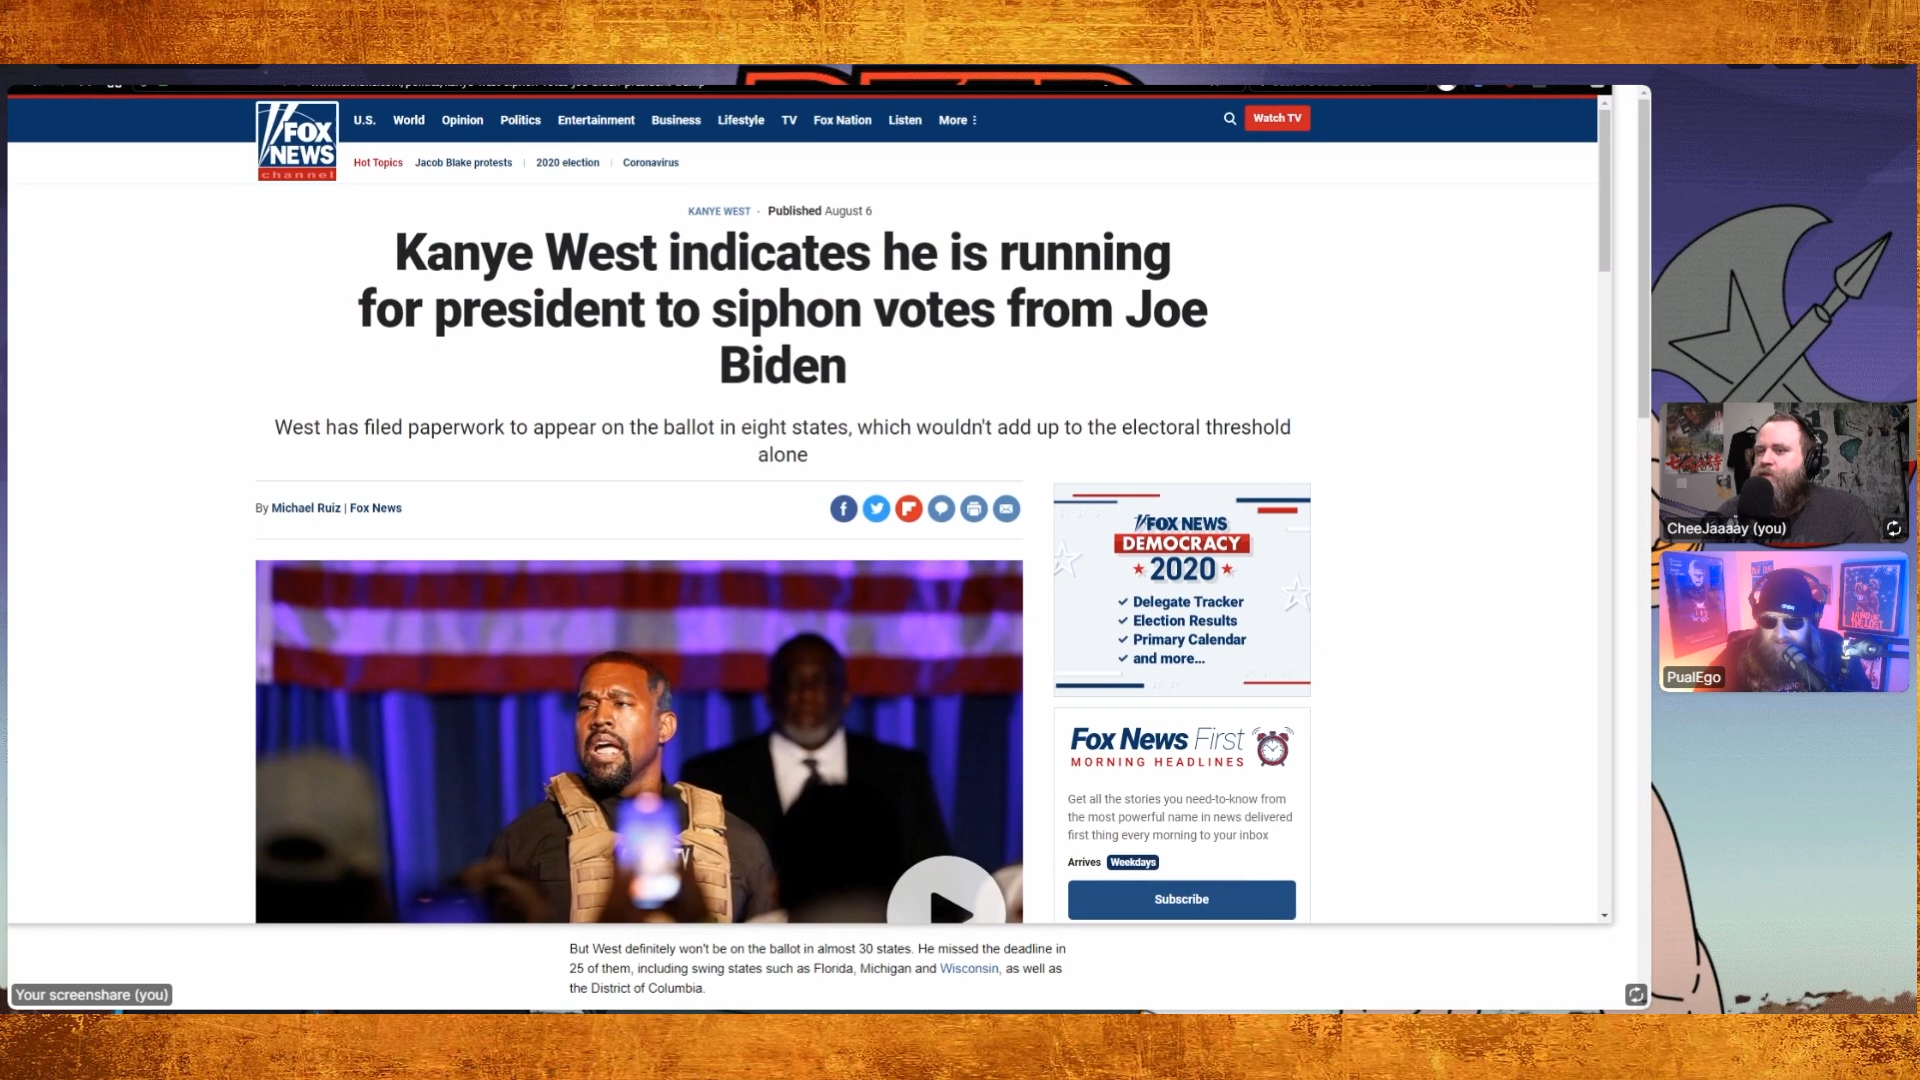 FOX
NEWS
channel
U.S. World Opinion Politics Entertainment Business Lifestyle TV Fox Nation Listen More
Watch TV
Hot Topics Jacob Blake protests | 2020 election | Coronavirus
KANYE WEST · Published August 6
Kanye West indicates he is running
for president to siphon votes from Joe
Biden
West has filed paperwork to appear on the ballot in eight states, which wouldn't add up to the electoral threshold
alone
By Michael Ruiz | Fox News
FOX NEWS
DEMOCRACY
2020
Delegate Tracker
Election Results
Primary Calendar
and more...
Fox News First
MORNING HEADLINES
Get all the stories you need-to-know from
the most powerful name in news delivered
first thing every morning to your inbox
Arrives Weekdays
Subscribe
But West definitely won't be on the ballot in almost 30 states. He missed the deadline in
25 of them, including swing states such as Florida, Michigan and Wisconsin, as well as
the District of Columbia.
Your screenshare (you)
CheeJaaaay (you)
PualEgo